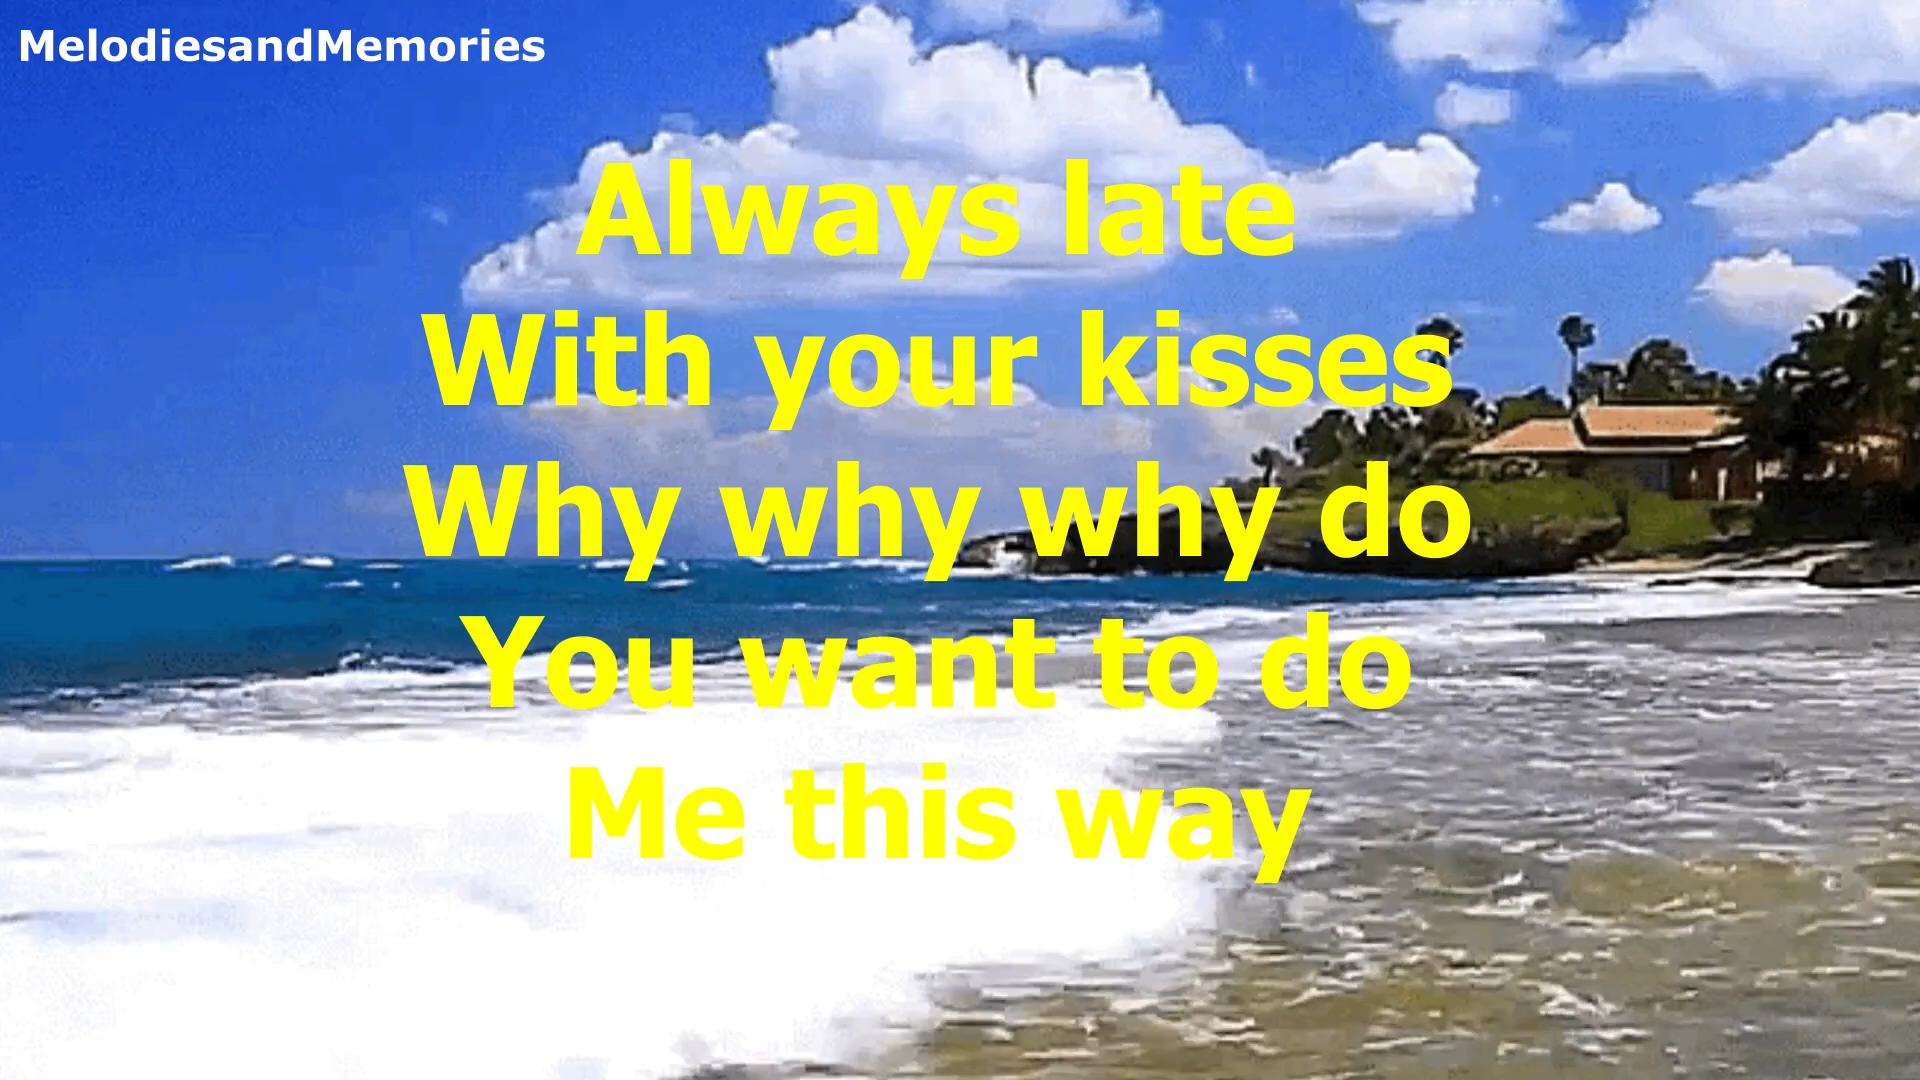 MelodiesandMemories
Always late
With your kisses
Why why why do
You want to do
Me this way